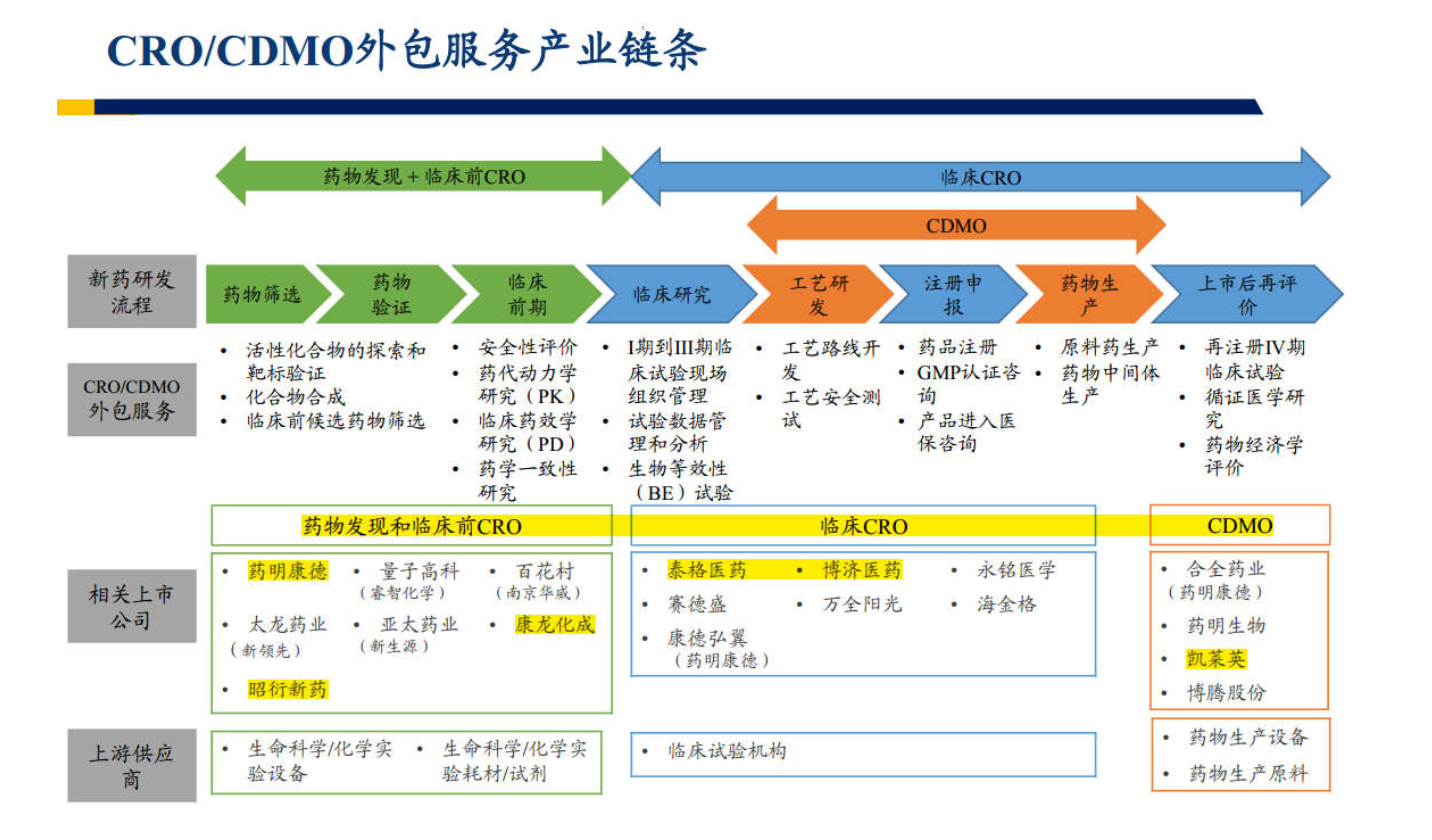 CRO/CDMO外包服务产业链条
药物发现 + 临床前CRO
临床CRO
CDMO
新药研发
流程
药物筛选
药物
验证
临床
前期
临床研究
工艺研
发
注册申
报
药物生
产
上市后再评
价
CRO/CDMO
外包服务
• 活性化合物的探索和
靶标验证
• 化合物合成
• 临床前候选药物筛选
• 安全性评价
• 药代动力学
研究（PK）
• 临床药效学
研究（PD）
• 药学一致性
研究
• I期到III期临
床试验现场
组织管理
• 试验数据管
理和分析
• 生物等效性
（BE）试验
• 工艺路线开
发
• 工艺安全测
试
• 药品注册
• GMP认证咨
询
• 产品进入医
保咨询
• 原料药生产
• 药物中间体
生产
• 再注册IV期
临床试验
• 循证医学研
究
• 药物经济学
评价
药物发现和临床前CRO
临床CRO
CDMO
相关上市
公司
• 药明康德
• 量子高科
（睿智化学）
• 百花村
（南京华威）
• 太龙药业
（新领先）
• 亚太药业
（新生源）
• 康龙化成
• 昭衍新药
• 泰格医药
• 博济医药
• 永铭医学
• 赛德盛
• 万全阳光
• 海金格
• 康德弘翼
（药明康德）
• 合全药业
（药明康德）
• 药明生物
• 凯莱英
• 博腾股份
上游供应
商
• 生命科学/化学实
验设备
• 生命科学/化学实
验耗材/试剂
• 临床试验机构
• 药物生产设备
• 药物生产原料